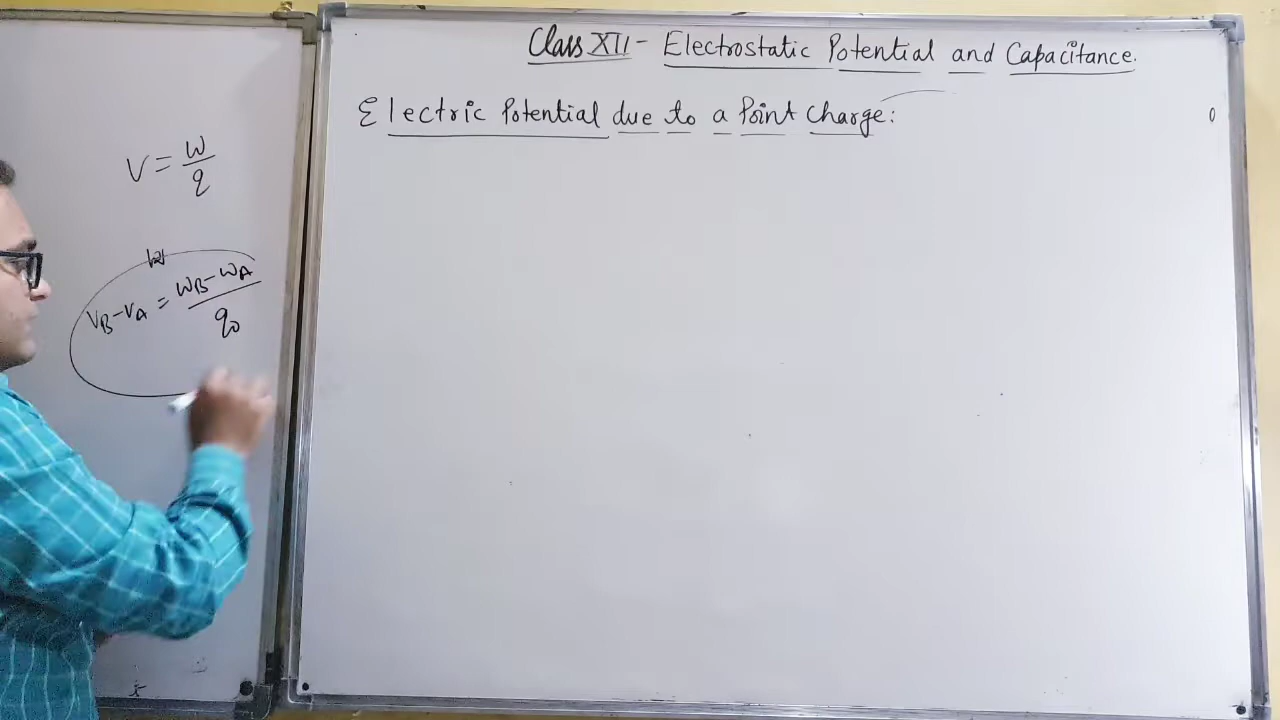 Class XII - Electrostatic Potential and Capacitance.
Electric Potential due to a Point Charge:
V = W/q
W
VB-VA = WB-WA/q0